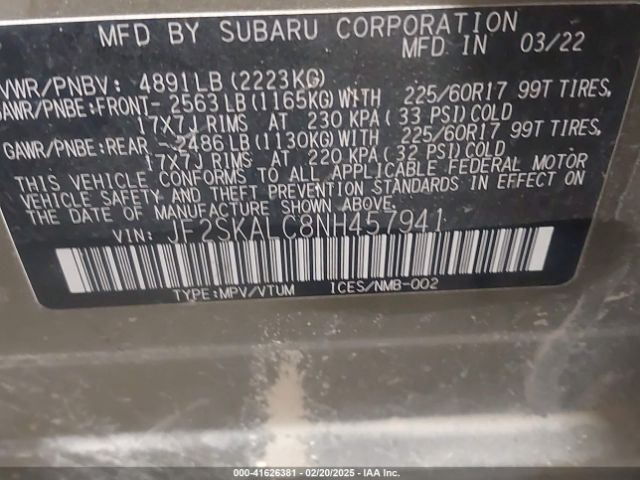 MFD BY SUBARU CORPORATION
MFD IN 03/22
VWR/PNBV: 4891LB (2223KG)
GAWR/PNBE:FRONT- 2563LB (1165KG) WITH 225/60R17 99T TIRES,
17X7J RIMS AT 230 KPA ( 33 PSI) COLD
GAWR/PNBE:REAR - 2486LB (1130KG) WITH 225/60R17 99T TIRES,
17X7J RIMS AT 220 KPA ( 32 PSI) COLD
THIS VEHICLE CONFORMS TO ALL APPLICABLE FEDERAL MOTOR
VEHICLE SAFETY AND THEFT PREVENTION STANDARDS IN EFFECT ON
THE DATE OF MANUFACTURE SHOWN ABOVE.
VIN: JF2SKALC8NH457941
TYPE:MPV/VTUM ICES/NMB-002
000-41626381 - 02/20/2025 - IAA Inc.